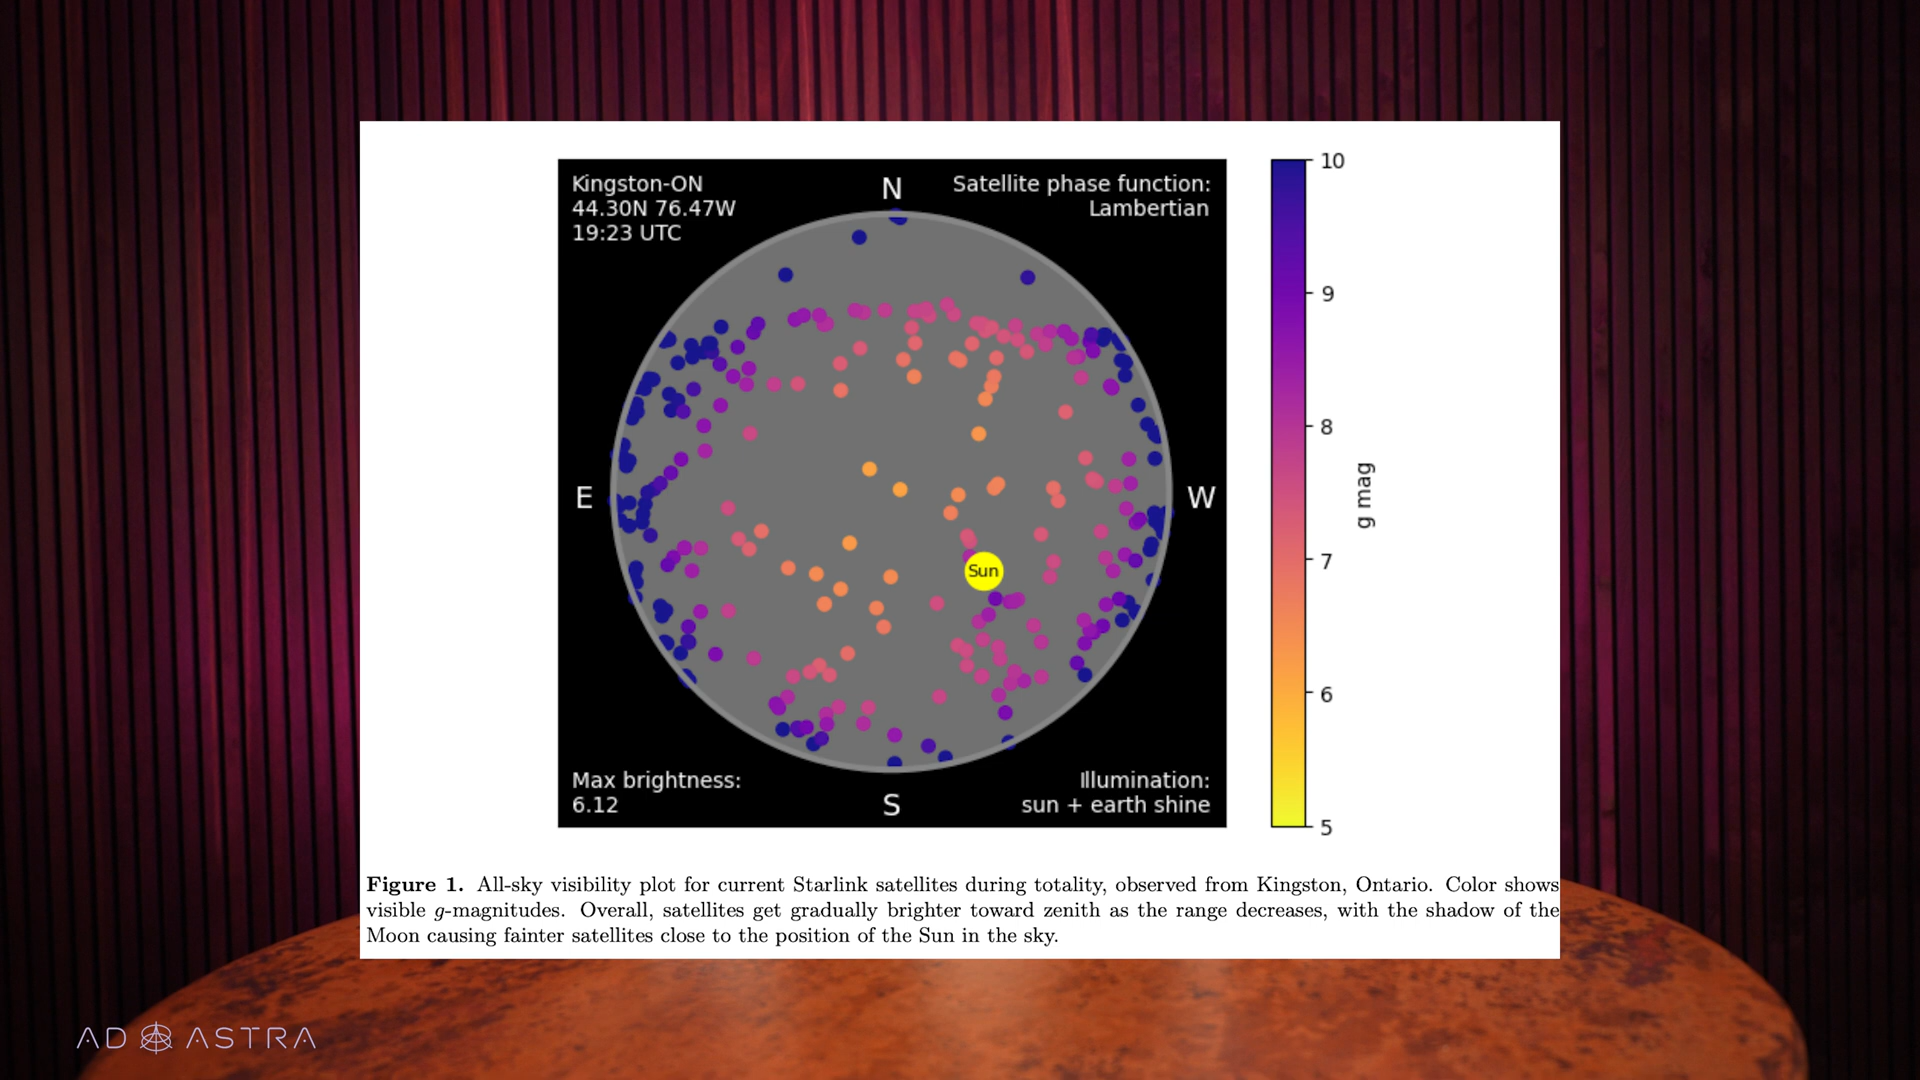 Kingston-ON
44.30N 76.47W
19:23 UTC
N
Satellite phase function:
Lambertian
E
W
Sun
Max brightness:
6.12
S
Illumination:
sun + earth shine
10
9
8
7
6
5
g mag
Figure 1. All-sky visibility plot for current Starlink satellites during totality, observed from Kingston, Ontario. Color shows
visible g-magnitudes. Overall, satellites get gradually brighter toward zenith as the range decreases, with the shadow of the
Moon causing fainter satellites close to the position of the Sun in the sky.
AD ASTRA